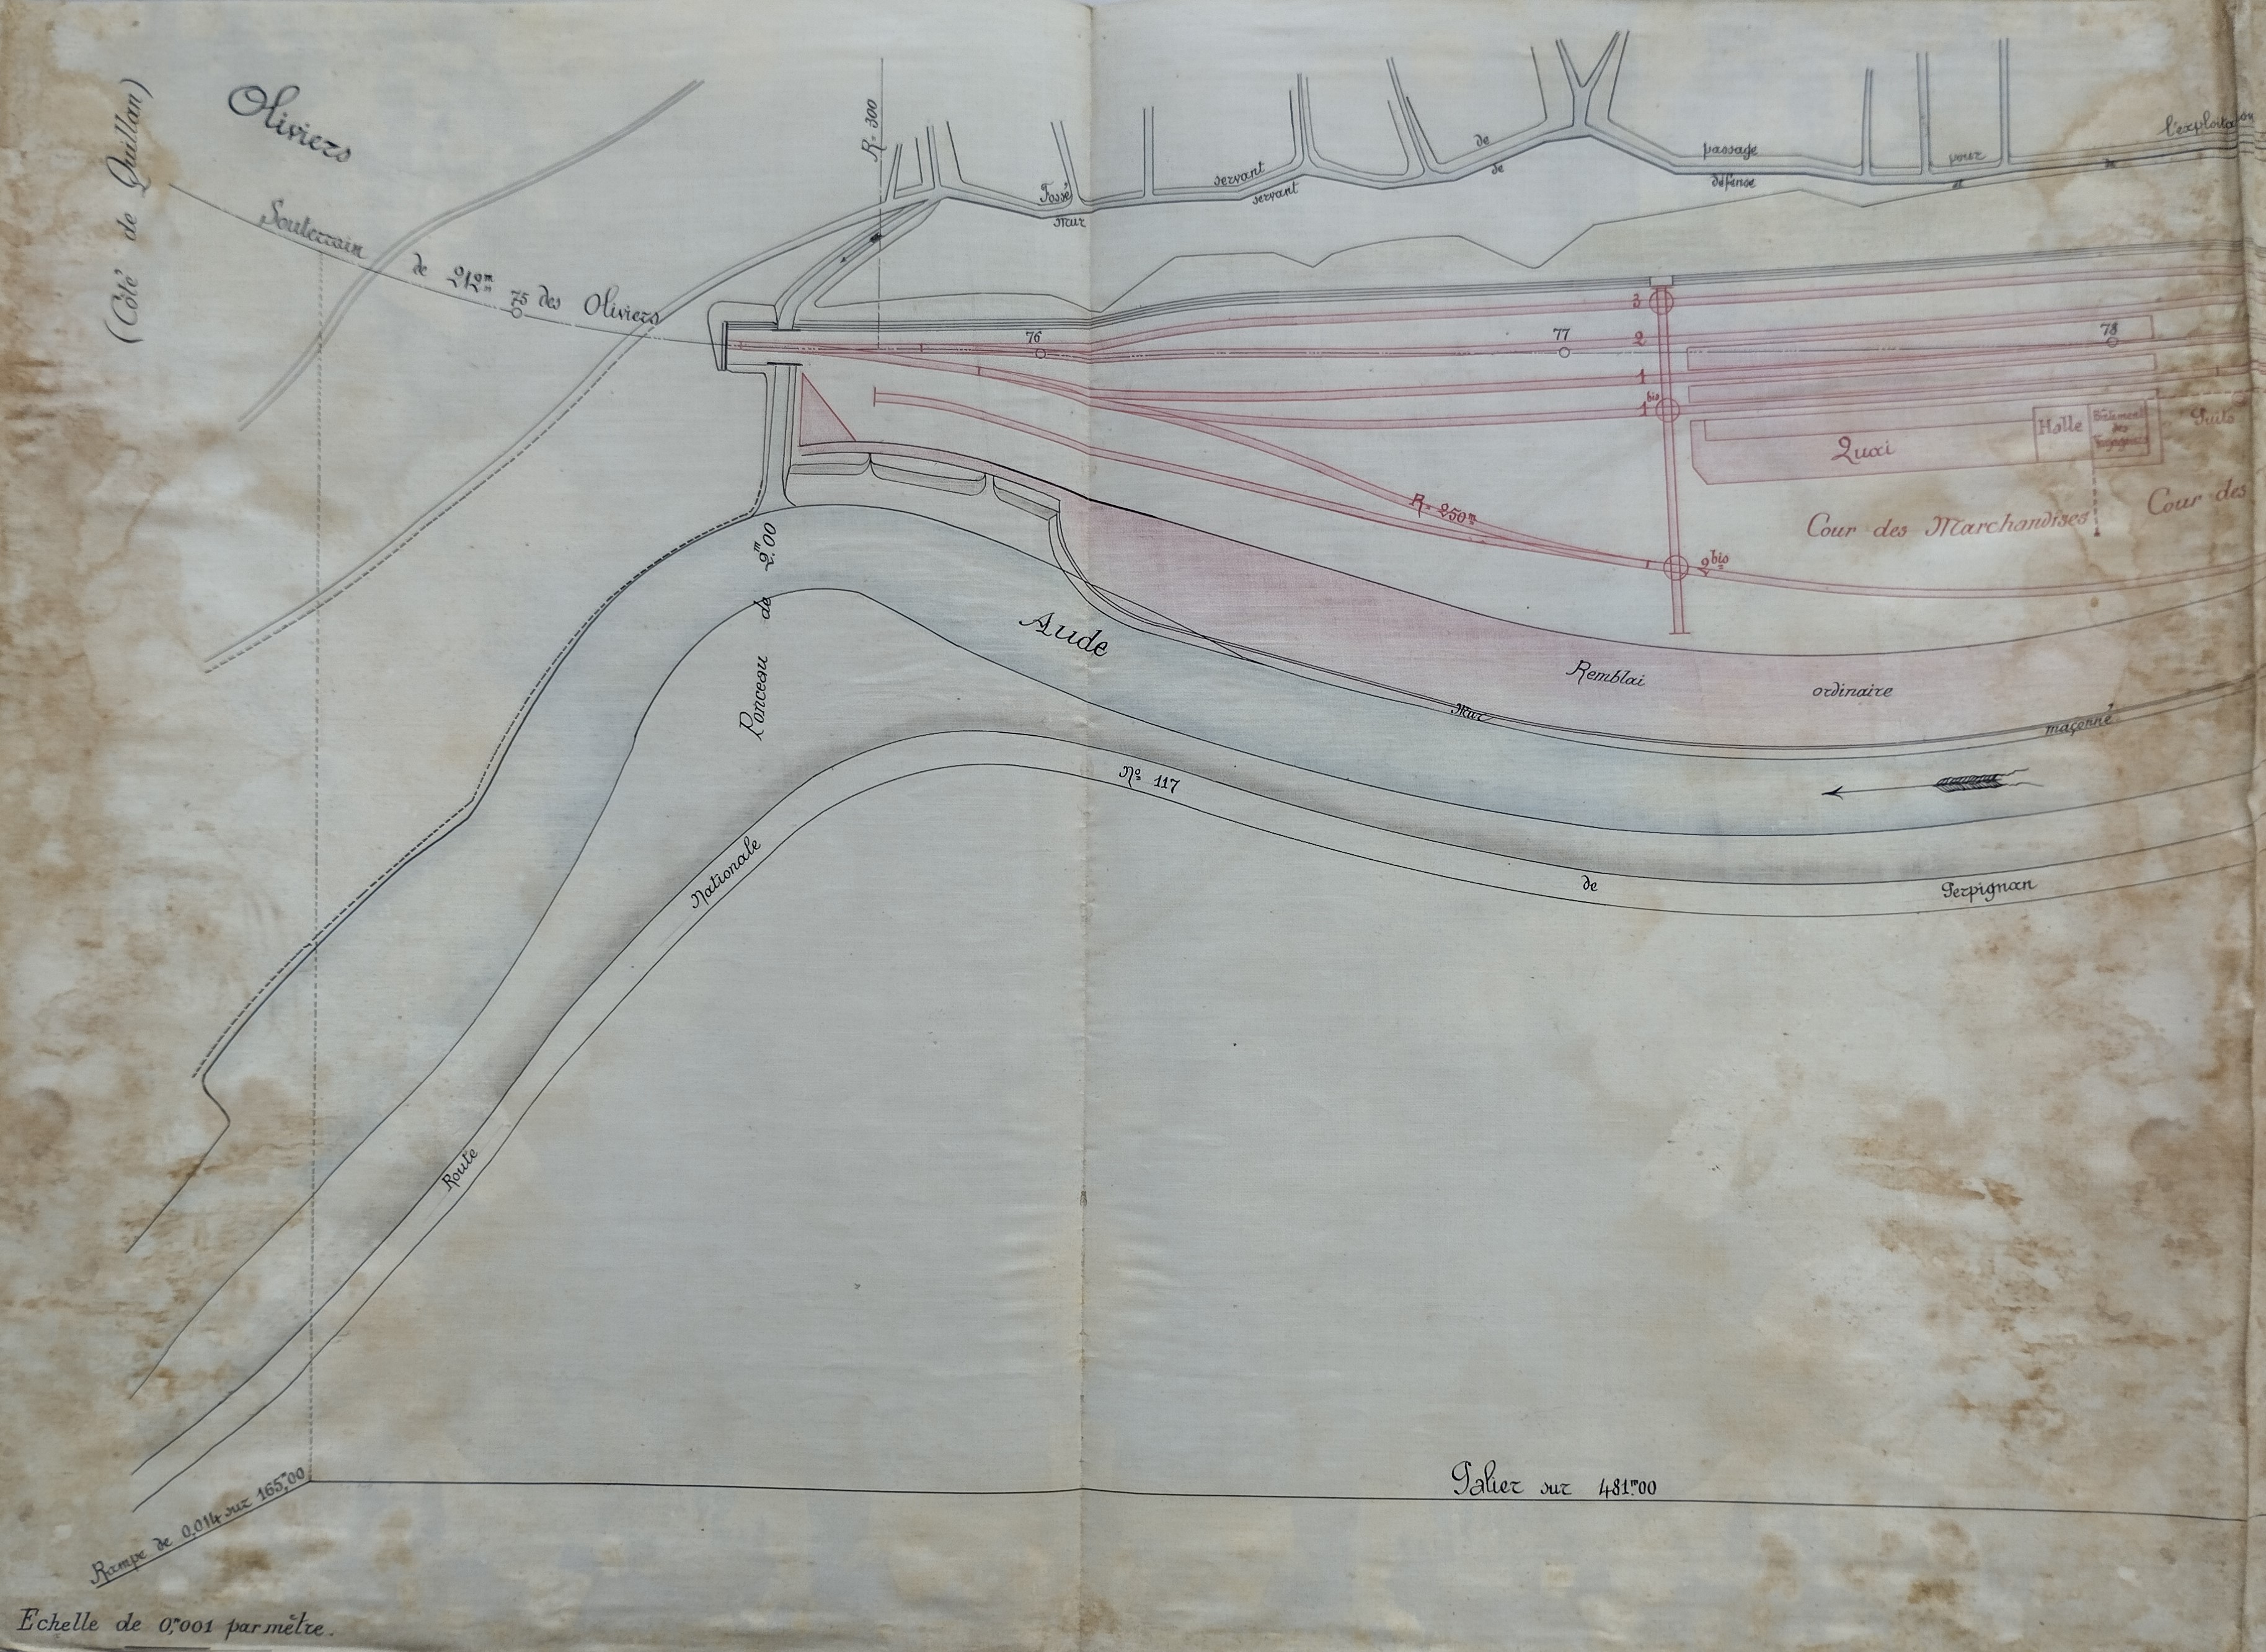 (Côté de Quillan)
Oliviers
R= 300
Souterrain de 212m 75 des Oliviers
Fossé servant de passage pour l'exploitation
Mur servant de défense et de
75
76
77
78
3
2
1
1 bis
2 bis
Halle
Bâtiment
des
Voyageurs
Puits
Quai
R= 250m
Cour des Marchandises
Cour des
Ponceau de 2m00
Aude
Remblai ordinaire
Mur maçonné
Route Nationale No 117 de Perpignan
Palier sur 481m00
Rampe de 0,014 sur 165m00
Echelle de 0m001 par mètre.